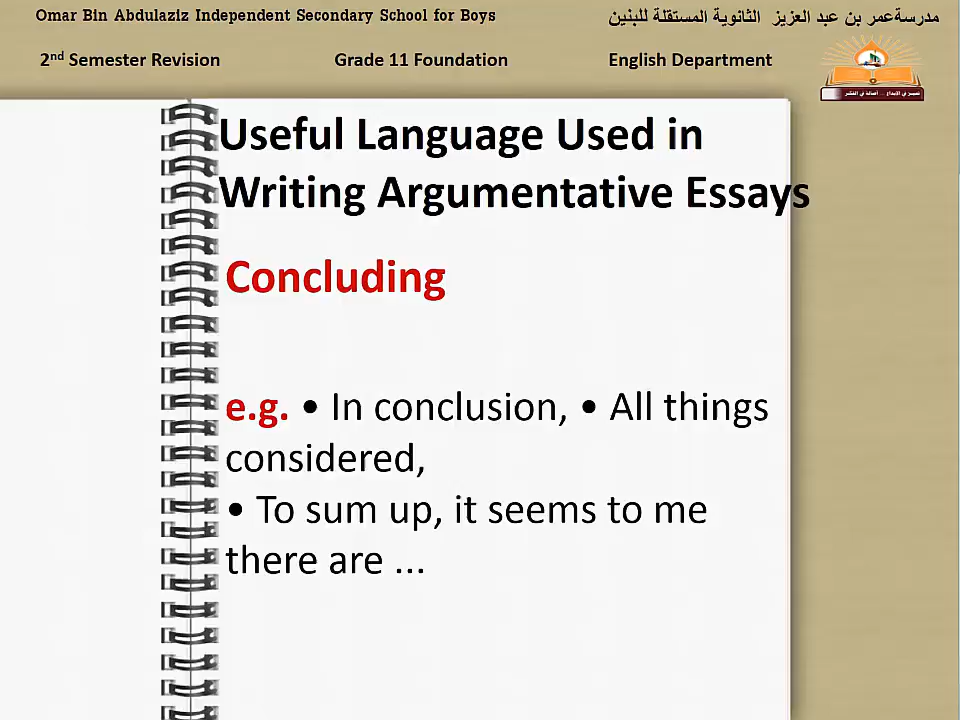 Omar Bin Abdulaziz Independent Secondary School for Boys
مدرسةعمر بن عبد العزيز الثانوية المستقلة للبنين
2nd Semester Revision
Grade 11 Foundation
English Department
Useful Language Used in
Writing Argumentative Essays
Concluding
e.g. • In conclusion, • All things
considered,
• To sum up, it seems to me
there are ...